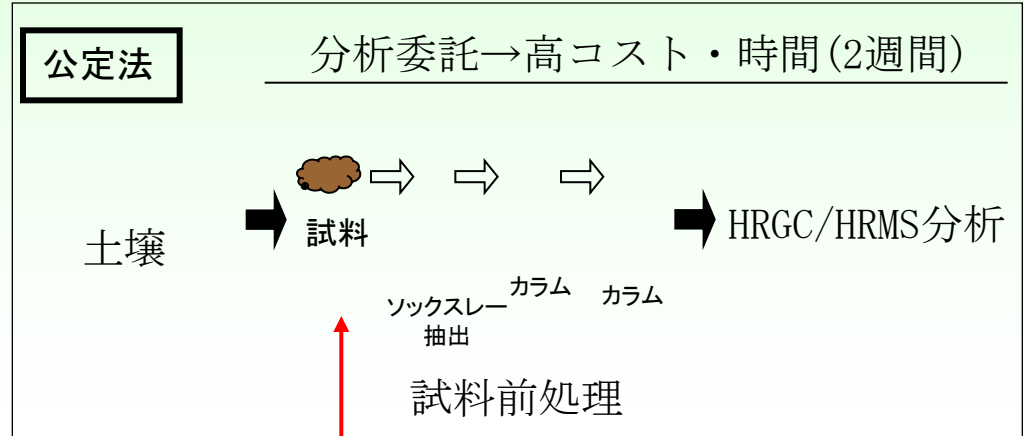 公定法
分析委託→高コスト・時間(2週間)
土壌
試料
HRGC/HRMS分析
ソックスレー
抽出
カラム
カラム
試料前処理